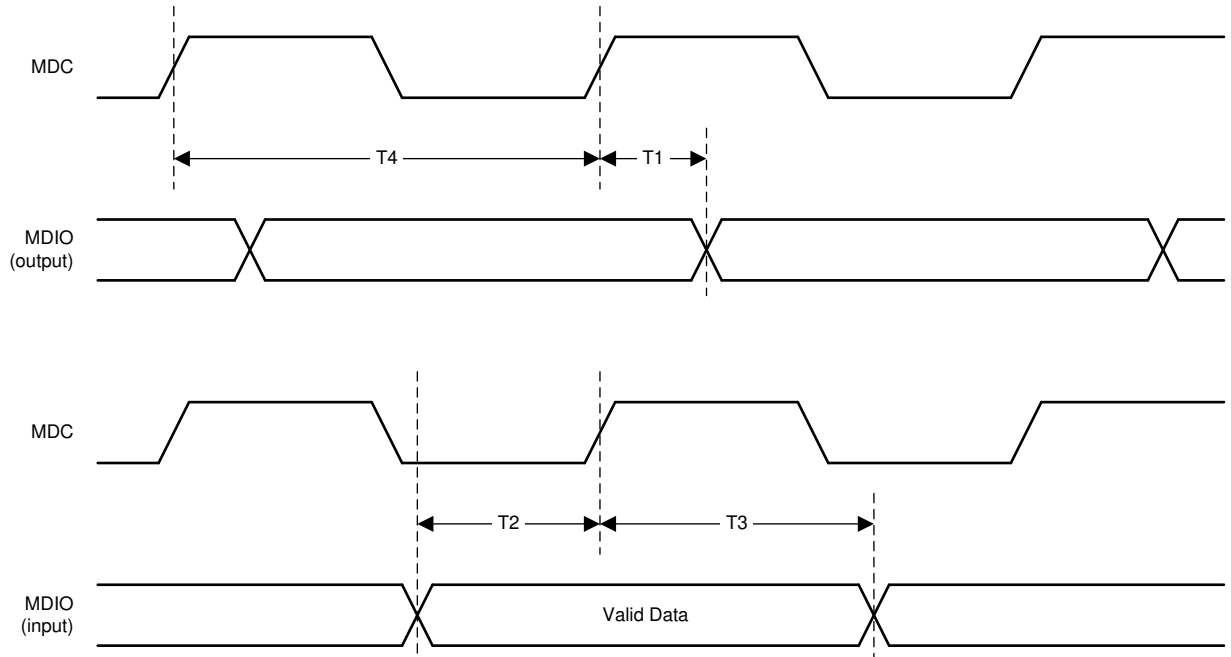 MDC
T4
T1
MDIO
(output)
MDC
T2
T3
MDIO
(input)
Valid Data